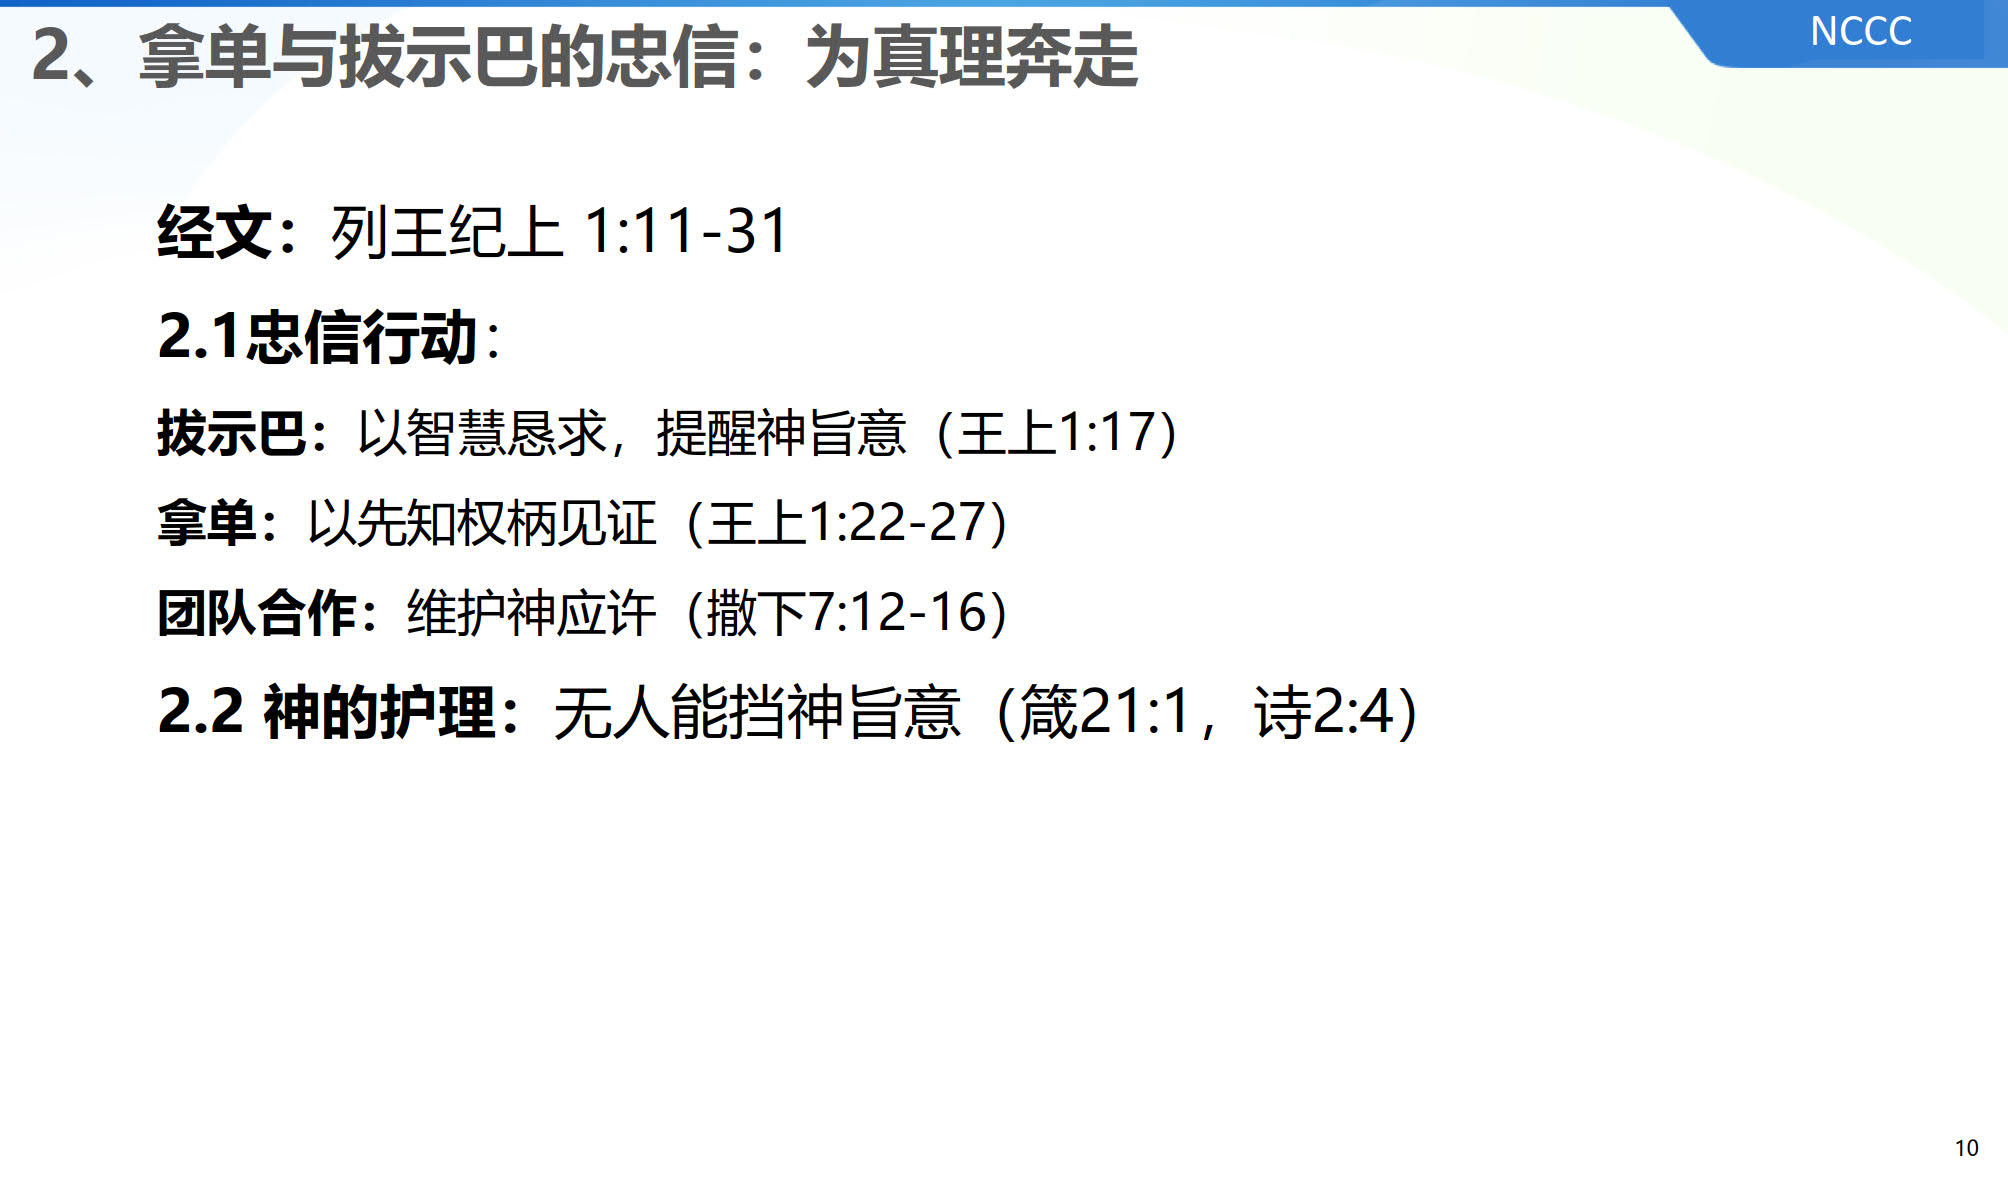 NCCC
2、拿单与拔示巴的忠信：为真理奔走
经文：列王纪上 1:11-31
2.1忠信行动：
拔示巴：以智慧恳求，提醒神旨意（王上1:17）
拿单：以先知权柄见证（王上1:22-27）
团队合作：维护神应许（撒下7:12-16）
2.2 神的护理：无人能挡神旨意（箴21:1，诗2:4）
10